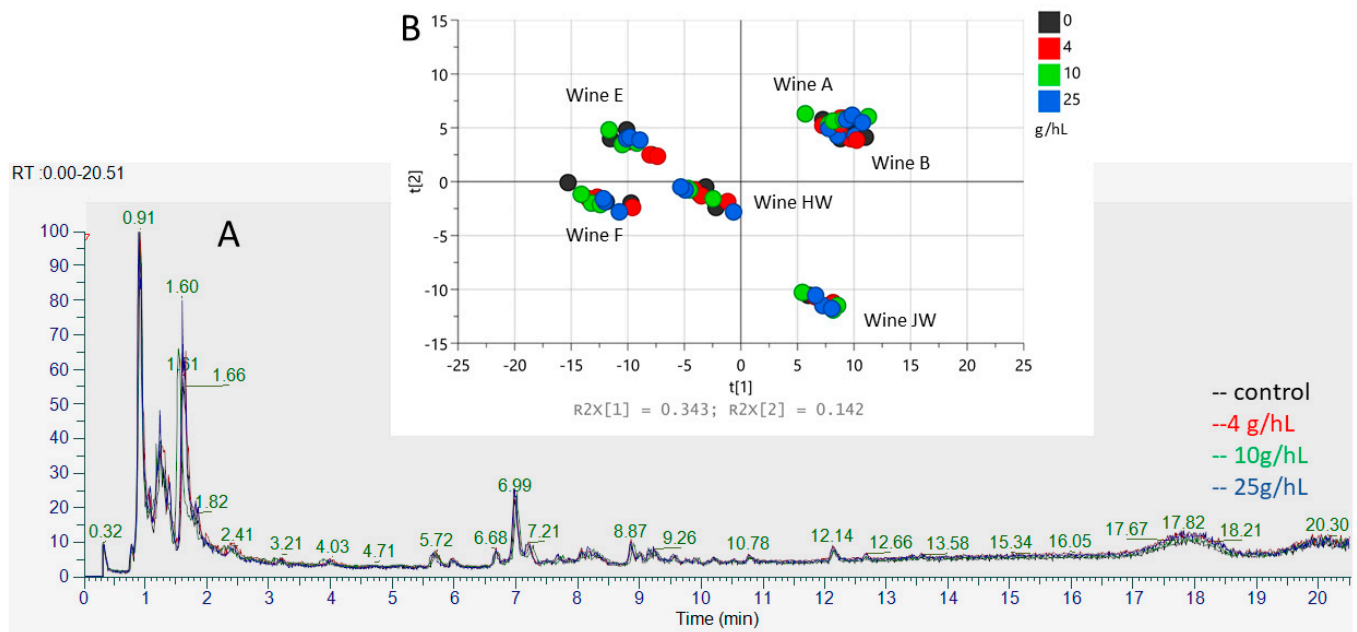 B
15
10
5
0
-5
-10
-15
t[2]
Wine E
Wine A
Wine B
Wine HW
Wine F
Wine JW
-25 -20 -15 -10 -5 0 5 10 15 20 25
t[1]
R2X[1] = 0.343; R2X[2] = 0.142
0
4
10
25
g/hL
RT :0.00-20.51
A
100
90
80
70
60
50
40
30
20
10
0
0.32
0.91
1.60
1.61
1.66
1.82
2.41
3.21
4.03
4.71
5.72
6.68
6.99
7.21
8.87
9.26
10.78
12.14
12.66
13.58
15.34
16.05
17.67
17.82
18.21
20.30
-- control
--4 g/hL
-- 10g/hL
-- 25g/hL
0 1 2 3 4 5 6 7 8 9 10 11 12 13 14 15 16 17 18 19 20
Time (min)